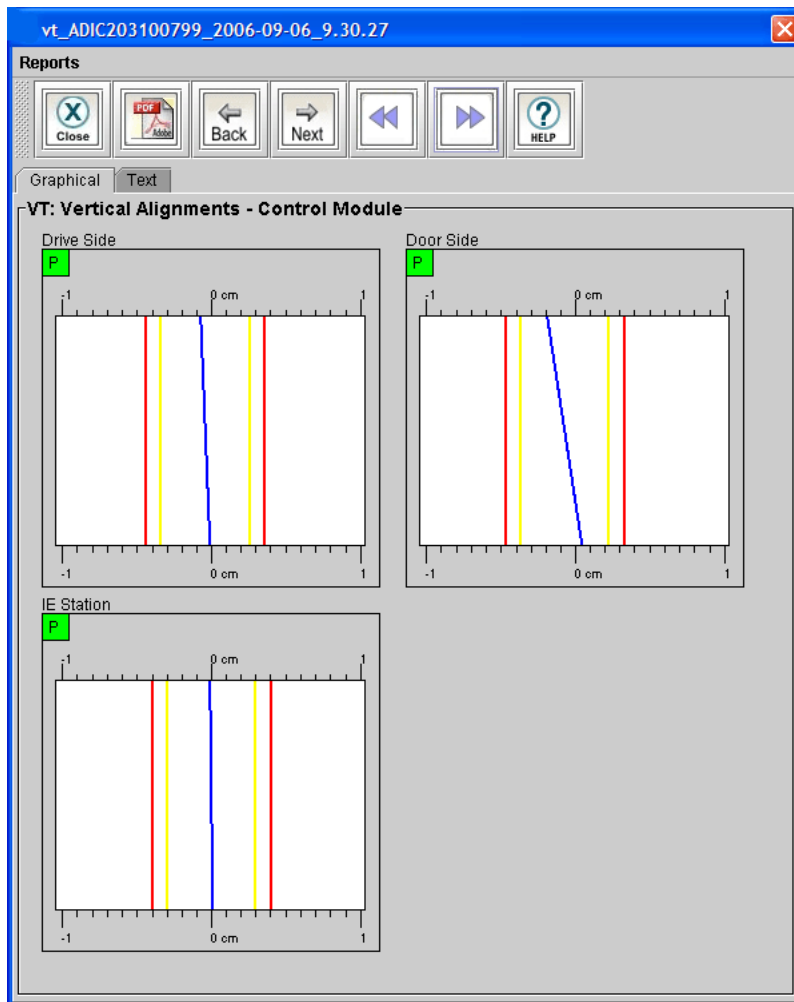 vt_ADIC203100799_2006-09-06_9.30.27
Reports
Close
PDF
Adobe
Back
Next
?
HELP
Graphical Text
VT: Vertical Alignments - Control Module
Drive Side Door Side
P P
-1 0 cm 1 -1 0 cm 1
-1 0 cm 1 -1 0 cm 1
IE Station
P
-1 0 cm 1
-1 0 cm 1